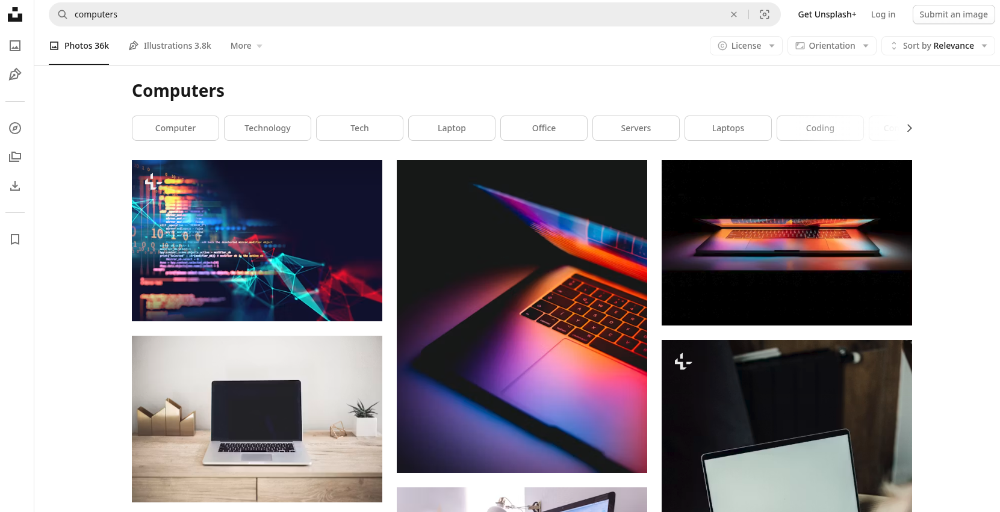 computers
Get Unsplash+
Log in
Submit an image
Photos 36k
Illustrations 3.8k
More
License
Orientation
Sort by Relevance
Computers
computer
technology
tech
laptop
office
servers
laptops
coding